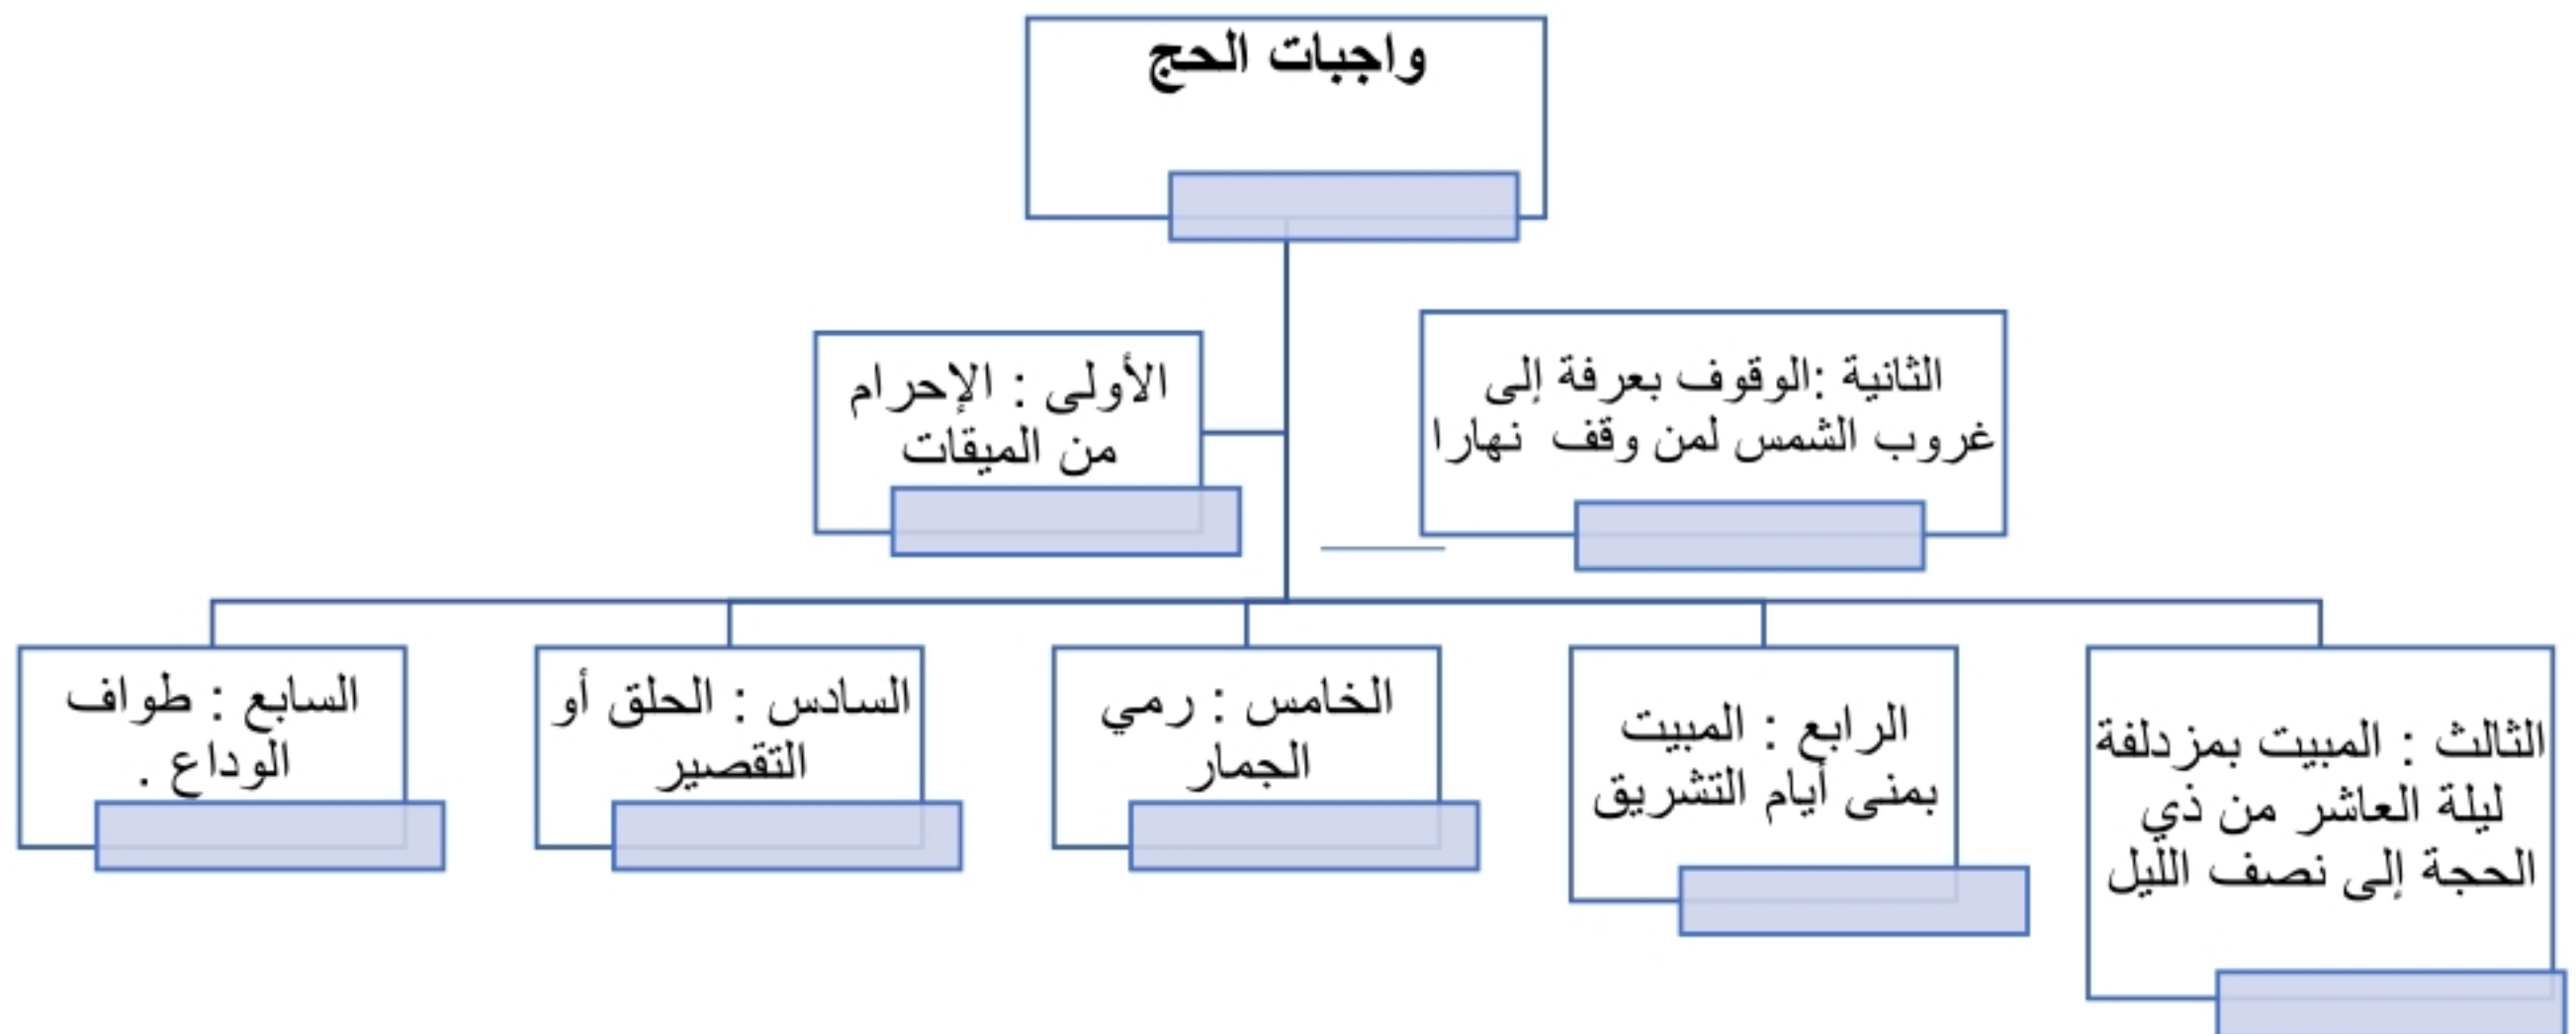 واجبات الحج
الأولى : الإحرام
من الميقات
الثانية :الوقوف بعرفة إلى
غروب الشمس لمن وقف نهارا
الثالث : المبيت بمزدلفة
ليلة العاشر من ذي
الحجة إلى نصف الليل
الرابع : المبيت
بمنى أيام التشريق
الخامس : رمي
الجمار
السادس : الحلق أو
التقصير
السابع : طواف
الوداع .